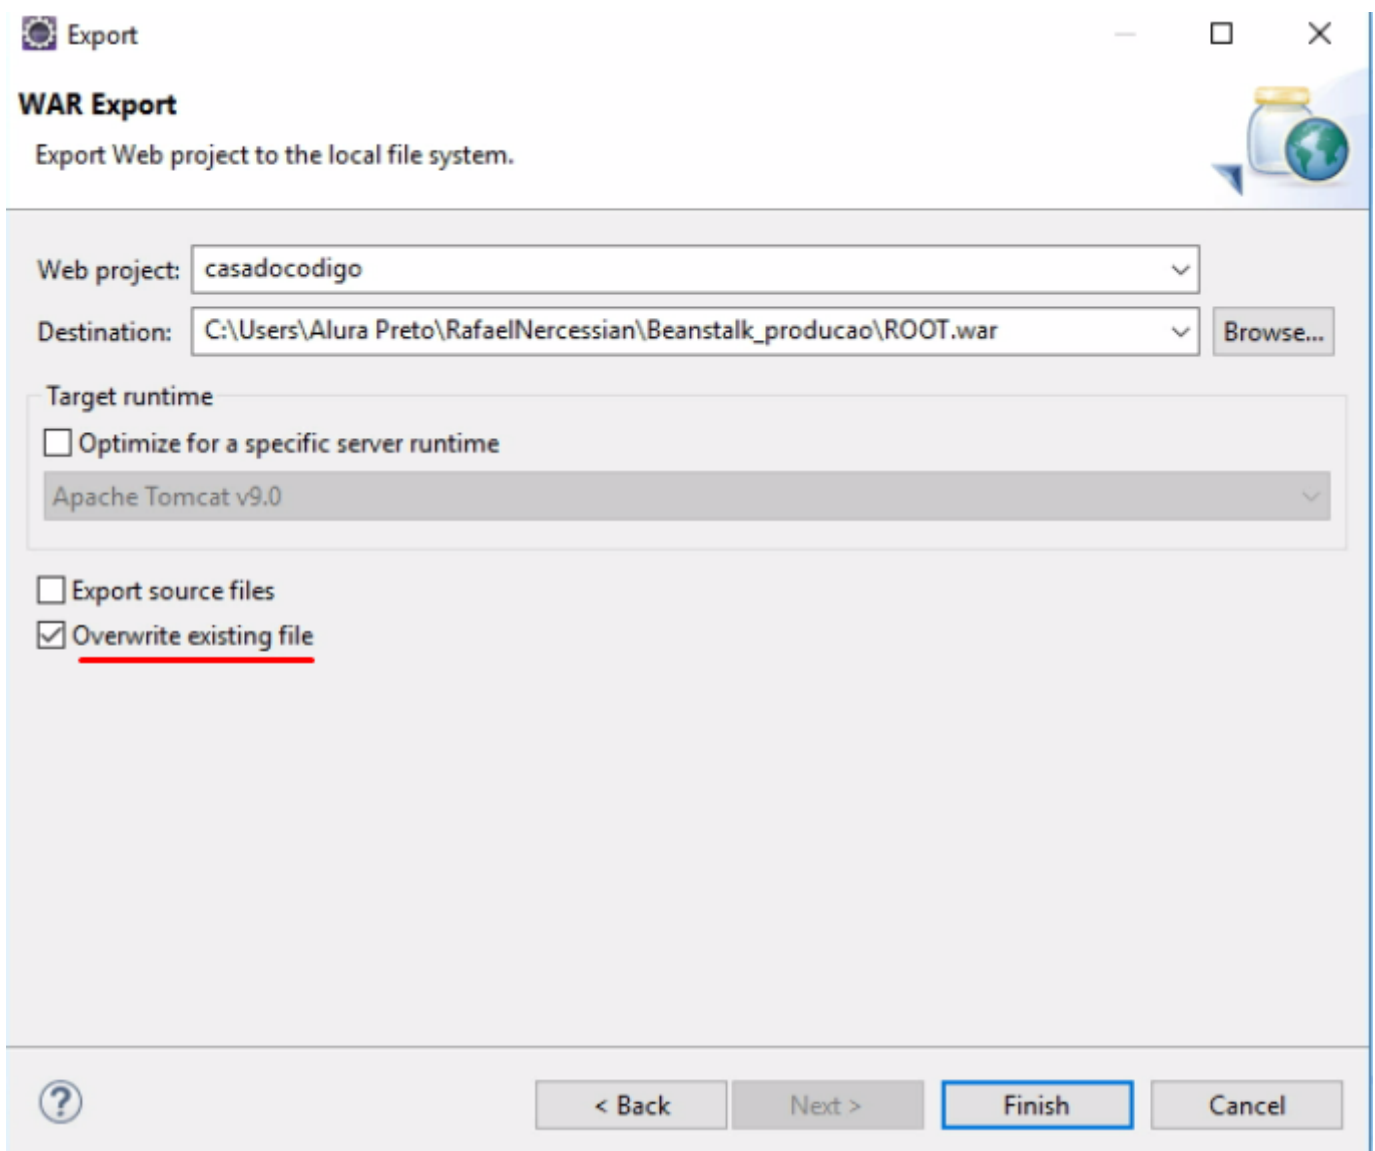 Export
WAR Export
Export Web project to the local file system.
Web project: casadocodigo
Destination: C:\Users\Alura Preto\RafaelNercessian\Beanstalk_producao\ROOT.war Browse...
Target runtime
Optimize for a specific server runtime
Apache Tomcat v9.0
Export source files
Overwrite existing file
? < Back Next > Finish Cancel